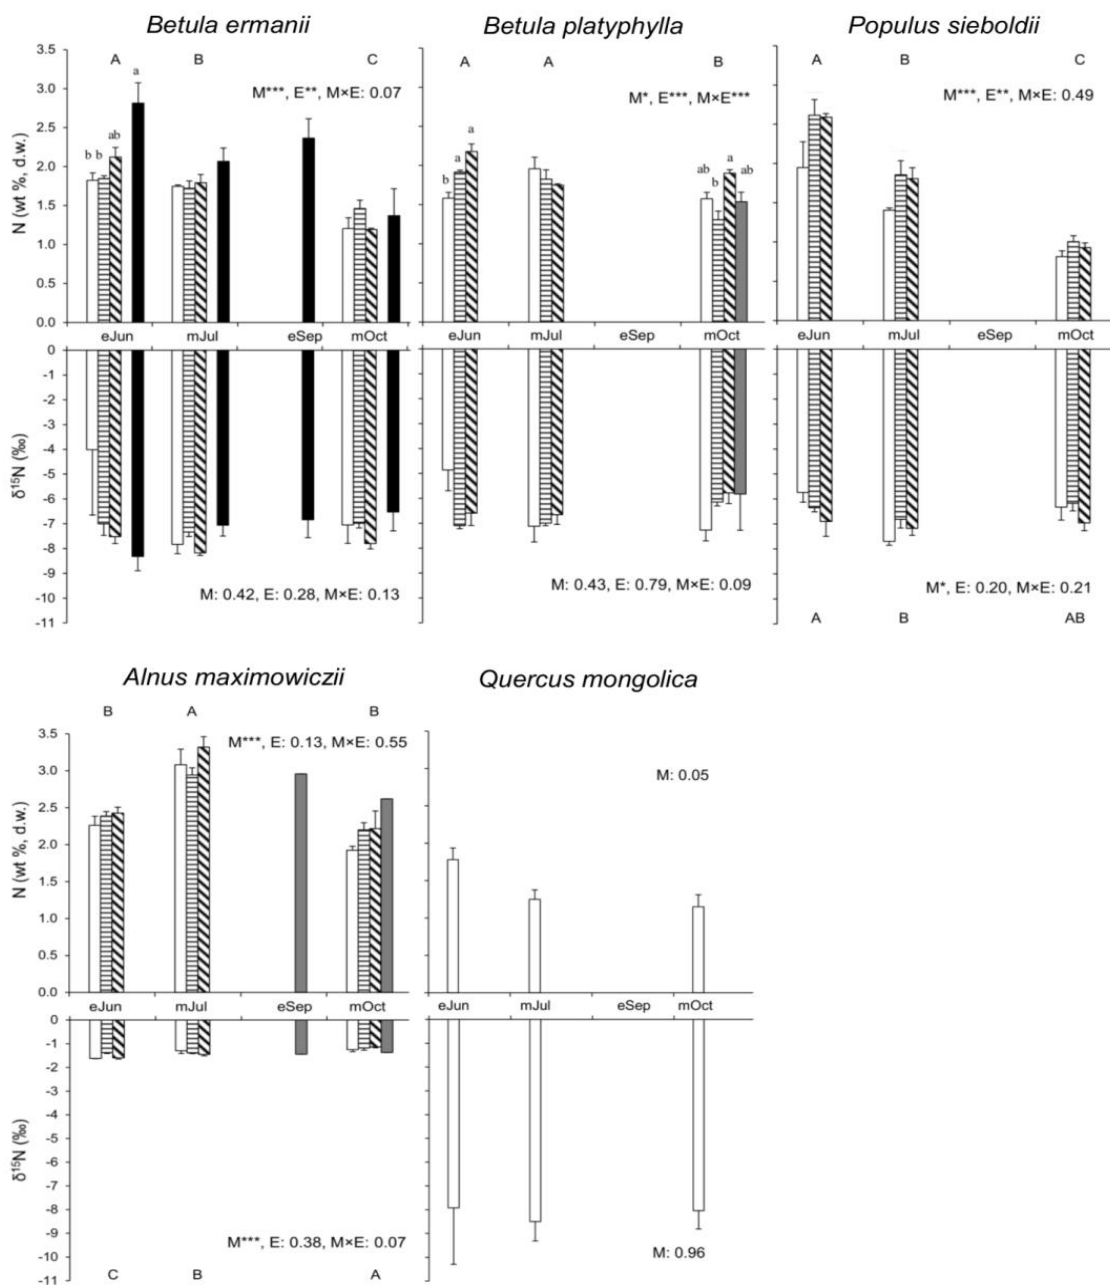 Betula ermanii
Betula platyphylla
Populus sieboldii
3.5
3.0
2.5
2.0
1.5
1.0
0.5
0.0
N (wt %, d.w.)
A
B
C
a
M***, E**, M×E: 0.07
b b
ab
A
A
B
M*, E***, M×E***
b
a
a
ab
b
a
ab
A
B
C
M***, E**, M×E: 0.49
eJun
mJul
eSep
mOct
eJun
mJul
eSep
mOct
eJun
mJul
eSep
mOct
0
-1
-2
-3
-4
-5
-6
-7
-8
-9
-10
-11
δ15N (‰)
M: 0.42, E: 0.28, M×E: 0.13
M: 0.43, E: 0.79, M×E: 0.09
M*, E: 0.20, M×E: 0.21
A
B
AB
Alnus maximowiczii
Quercus mongolica
B
A
B
3.5
3.0
2.5
2.0
1.5
1.0
0.5
0.0
N (wt %, d.w.)
M***, E: 0.13, M×E: 0.55
M: 0.05
eJun
mJul
eSep
mOct
eJun
mJul
eSep
mOct
0
-1
-2
-3
-4
-5
-6
-7
-8
-9
-10
-11
δ15N (‰)
M***, E: 0.38, M×E: 0.07
C
B
A
M: 0.96